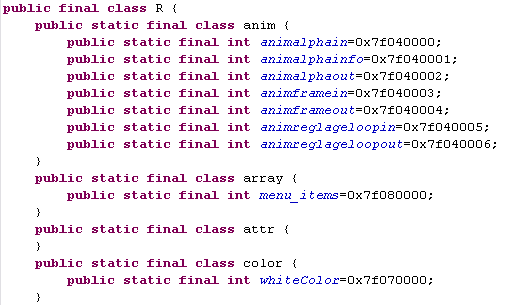 public final class R {
    public static final class anim {
        public static final int animalphain=0x7f040000;
        public static final int animalphainfo=0x7f040001;
        public static final int animalphaout=0x7f040002;
        public static final int animframein=0x7f040003;
        public static final int animframeout=0x7f040004;
        public static final int animreglageloopin=0x7f040005;
        public static final int animreglageloopout=0x7f040006;
    }
    public static final class array {
        public static final int menu_items=0x7f080000;
    }
    public static final class attr {
    }
    public static final class color {
        public static final int whiteColor=0x7f070000;
    }